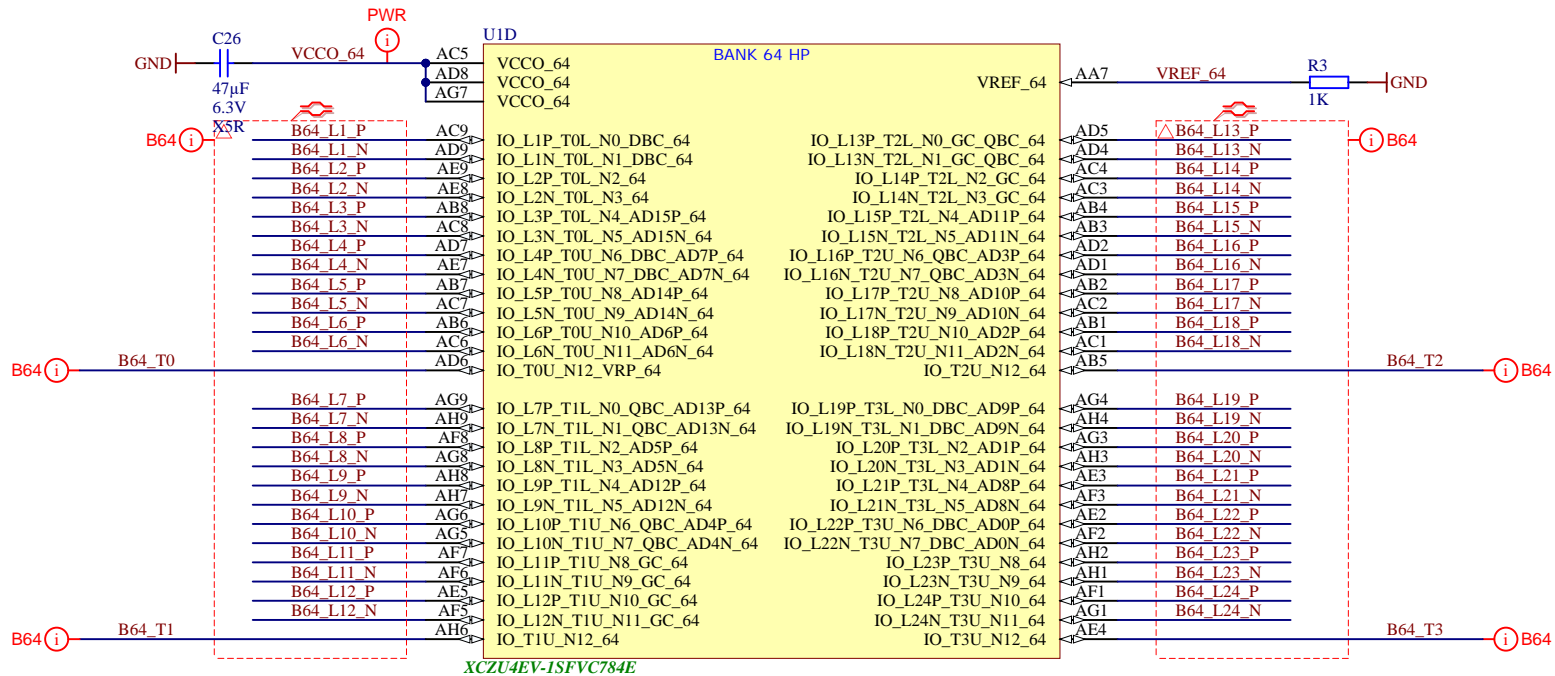 PWR
U1D
BANK 64 HP
C26
GND
47µF
6.3V
X5R
VCCO_64 AC5 VCCO_64
AD8 VCCO_64
AG7 VCCO_64
VREF_64 AA7 VREF_64
R3
1K
GND
B64 i
B64_L1_P AC9 IO_L1P_T0L_N0_DBC_64
B64_L1_N AD9 IO_L1N_T0L_N1_DBC_64
B64_L2_P AE9 IO_L2P_T0L_N2_64
B64_L2_N AE8 IO_L2N_T0L_N3_64
B64_L3_P AB8 IO_L3P_T0L_N4_AD15P_64
B64_L3_N AC8 IO_L3N_T0L_N5_AD15N_64
B64_L4_P AD7 IO_L4P_T0U_N6_DBC_AD7P_64
B64_L4_N AE7 IO_L4N_T0U_N7_DBC_AD7N_64
B64_L5_P AB7 IO_L5P_T0U_N8_AD14P_64
B64_L5_N AC7 IO_L5N_T0U_N9_AD14N_64
B64_L6_P AB6 IO_L6P_T0U_N10_AD6P_64
B64_L6_N AC6 IO_L6N_T0U_N11_AD6N_64
B64 i B64_T0 AD6 IO_T0U_N12_VRP_64
B64_L7_P AG9 IO_L7P_T1L_N0_QBC_AD13P_64
B64_L7_N AH9 IO_L7N_T1L_N1_QBC_AD13N_64
B64_L8_P AF8 IO_L8P_T1L_N2_AD5P_64
B64_L8_N AG8 IO_L8N_T1L_N3_AD5N_64
B64_L9_P AH8 IO_L9P_T1L_N4_AD12P_64
B64_L9_N AH7 IO_L9N_T1L_N5_AD12N_64
B64_L10_P AG6 IO_L10P_T1U_N6_QBC_AD4P_64
B64_L10_N AG5 IO_L10N_T1U_N7_QBC_AD4N_64
B64_L11_P AF7 IO_L11P_T1U_N8_GC_64
B64_L11_N AF6 IO_L11N_T1U_N9_GC_64
B64_L12_P AE5 IO_L12P_T1U_N10_GC_64
B64_L12_N AF5 IO_L12N_T1U_N11_GC_64
B64 i B64_T1 AH6 IO_T1U_N12_64
IO_L13P_T2L_N0_GC_QBC_64 AD5 B64_L13_P i B64
IO_L13N_T2L_N1_GC_QBC_64 AD4 B64_L13_N
IO_L14P_T2L_N2_GC_64 AC4 B64_L14_P
IO_L14N_T2L_N3_GC_64 AC3 B64_L14_N
IO_L15P_T2L_N4_AD11P_64 AB4 B64_L15_P
IO_L15N_T2L_N5_AD11N_64 AB3 B64_L15_N
IO_L16P_T2U_N6_QBC_AD3P_64 AD2 B64_L16_P
IO_L16N_T2U_N7_QBC_AD3N_64 AD1 B64_L16_N
IO_L17P_T2U_N8_AD10P_64 AB2 B64_L17_P
IO_L17N_T2U_N9_AD10N_64 AC2 B64_L17_N
IO_L18P_T2U_N10_AD2P_64 AB1 B64_L18_P
IO_L18N_T2U_N11_AD2N_64 AC1 B64_L18_N
IO_T2U_N12_64 AB5 B64_T2 i B64
IO_L19P_T3L_N0_DBC_AD9P_64 AG4 B64_L19_P
IO_L19N_T3L_N1_DBC_AD9N_64 AH4 B64_L19_N
IO_L20P_T3L_N2_AD1P_64 AG3 B64_L20_P
IO_L20N_T3L_N3_AD1N_64 AH3 B64_L20_N
IO_L21P_T3L_N4_AD8P_64 AE3 B64_L21_P
IO_L21N_T3L_N5_AD8N_64 AF3 B64_L21_N
IO_L22P_T3U_N6_DBC_AD0P_64 AE2 B64_L22_P
IO_L22N_T3U_N7_DBC_AD0N_64 AF2 B64_L22_N
IO_L23P_T3U_N8_64 AH2 B64_L23_P
IO_L23N_T3U_N9_64 AH1 B64_L23_N
IO_L24P_T3U_N10_64 AF1 B64_L24_P
IO_L24N_T3U_N11_64 AG1 B64_L24_N
IO_T3U_N12_64 AE4 B64_T3 i B64
XCZU4EV-1SFVC784E